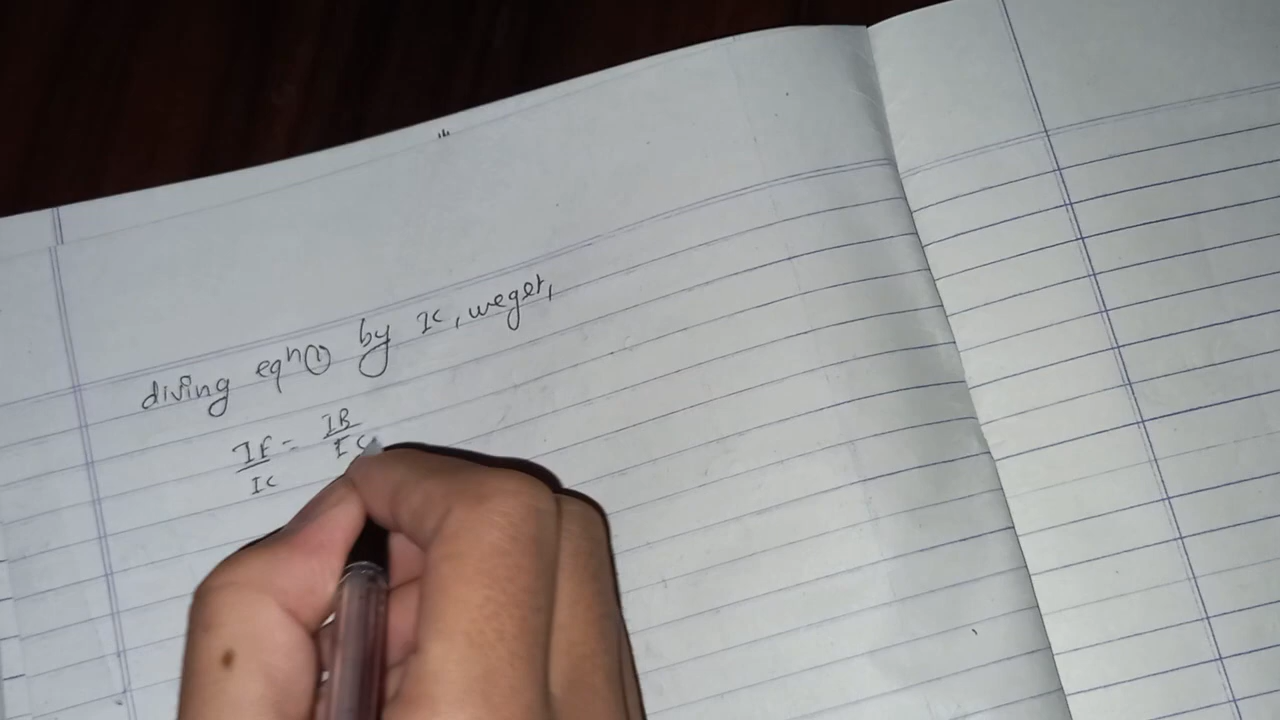 diving eqn① by Ic, weget,
IE/IC = IB/IC